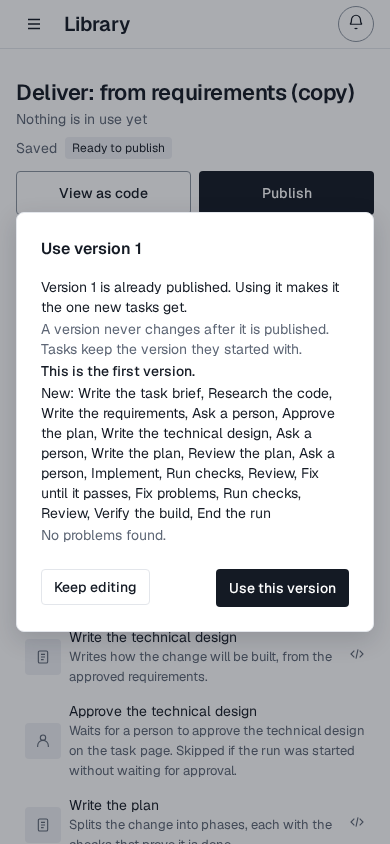 Library
Deliver: from requirements (copy)
Nothing is in use yet
Saved Ready to publish
View as code Publish
Use version 1
Version 1 is already published. Using it makes it
the one new tasks get.
A version never changes after it is published.
Tasks keep the version they started with.
This is the first version.
New: Write the task brief, Research the code,
Write the requirements, Ask a person, Approve
the plan, Write the technical design, Ask a
person, Write the plan, Review the plan, Ask a
person, Implement, Run checks, Review, Fix
until it passes, Fix problems, Run checks,
Review, Verify the build, End the run
No problems found.
Keep editing Use this version
Write the technical design
Writes how the change will be built, from the
approved requirements.
Approve the technical design
Waits for a person to approve the technical design
on the task page. Skipped if the run was started
without waiting for approval.
Write the plan
Splits the change into phases, each with the
checks that prove it is done.